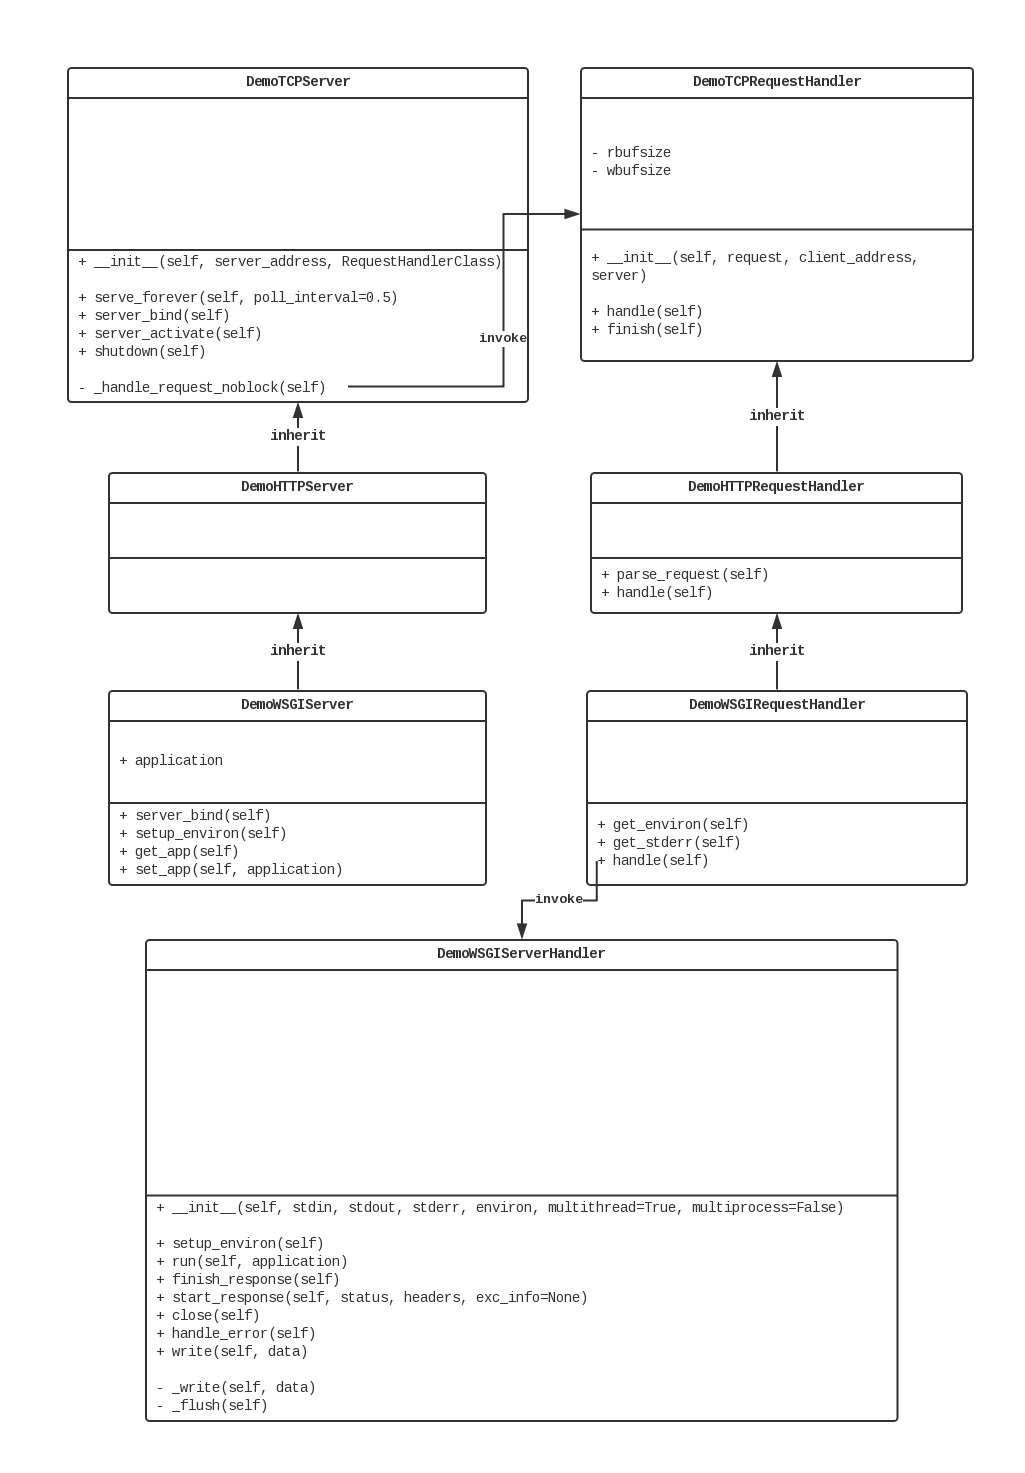 DemoTCPServer
+ __init__(self, server_address, RequestHandlerClass)
+ serve_forever(self, poll_interval=0.5)
+ server_bind(self)
+ server_activate(self)
+ shutdown(self)
- _handle_request_noblock(self)
invoke
DemoTCPRequestHandler
- rbufsize
- wbufsize
+ __init__(self, request, client_address,
server)
+ handle(self)
+ finish(self)
inherit
inherit
DemoHTTPServer
DemoHTTPRequestHandler
+ parse_request(self)
+ handle(self)
inherit
inherit
DemoWSGIServer
+ application
+ server_bind(self)
+ setup_environ(self)
+ get_app(self)
+ set_app(self, application)
DemoWSGIRequestHandler
+ get_environ(self)
+ get_stderr(self)
+ handle(self)
invoke
DemoWSGIServerHandler
+ __init__(self, stdin, stdout, stderr, environ, multithread=True, multiprocess=False)
+ setup_environ(self)
+ run(self, application)
+ finish_response(self)
+ start_response(self, status, headers, exc_info=None)
+ close(self)
+ handle_error(self)
+ write(self, data)
- _write(self, data)
- _flush(self)